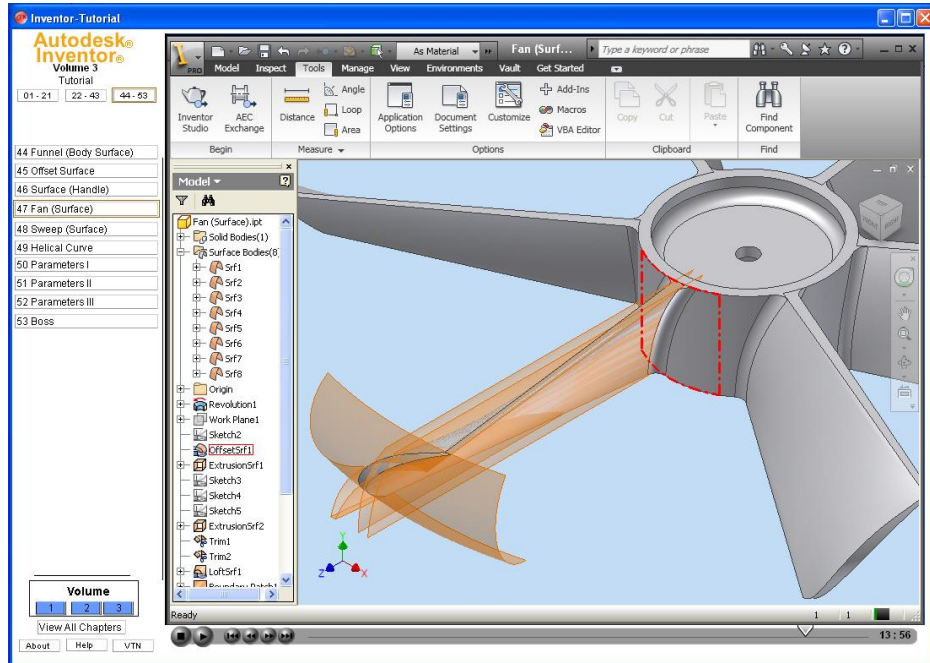 Inventor-Tutorial
Autodesk®
Inventor®
Volume 3
Tutorial
01 - 21 22 - 43 44 - 53
44 Funnel (Body Surface)
45 Offset Surface
46 Surface (Handle)
47 Fan (Surface)
48 Sweep (Surface)
49 Helical Curve
50 Parameters I
51 Parameters II
52 Parameters III
53 Boss
Volume
1 2 3
View All Chapters
About Help VTN
PRO
As Material
Fan (Surf...
Type a keyword or phrase
Model Inspect Tools Manage View Environments Vault Get Started
Inventor Studio
AEC Exchange
Distance
Angle
Loop
Area
Application Options
Document Settings
Customize
Add-Ins
Macros
VBA Editor
Copy
Cut
Paste
Find Component
Begin Measure Options Clipboard Find
Model
Fan (Surface).ipt
Solid Bodies(1)
Surface Bodies(8
Srf1
Srf2
Srf3
Srf4
Srf5
Srf6
Srf7
Srf8
Origin
Revolution1
Work Plane1
Sketch2
OffsetSrf1
ExtrusionSrf1
Sketch3
Sketch4
Sketch5
ExtrusionSrf2
Trim1
Trim2
LoftSrf1
Boundary Patch1
Y
Z X
Ready
1 1
13 : 56